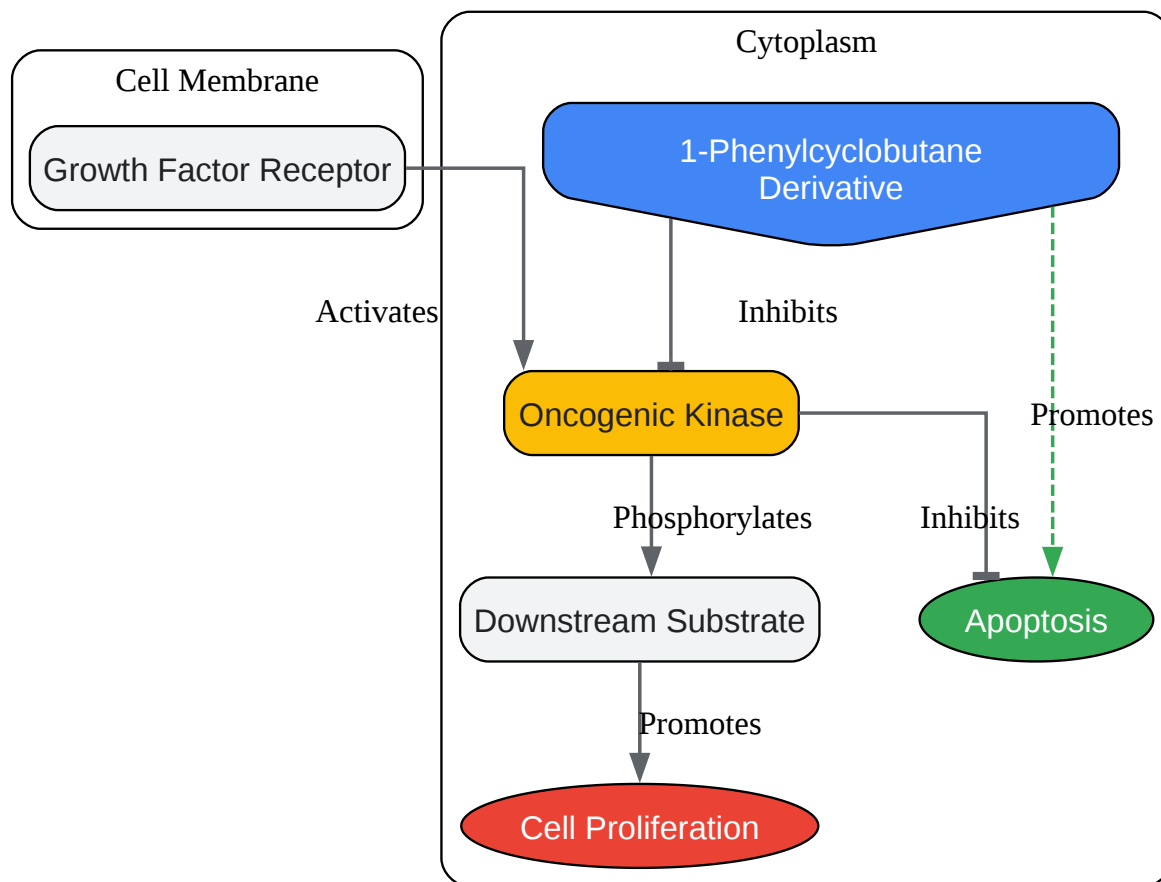 Cytoplasm
Cell Membrane
Growth Factor Receptor
1-Phenylcyclobutane
Derivative
Activates
Inhibits
Oncogenic Kinase
Promotes
Phosphorylates
Inhibits
Downstream Substrate
Apoptosis
Promotes
Cell Proliferation